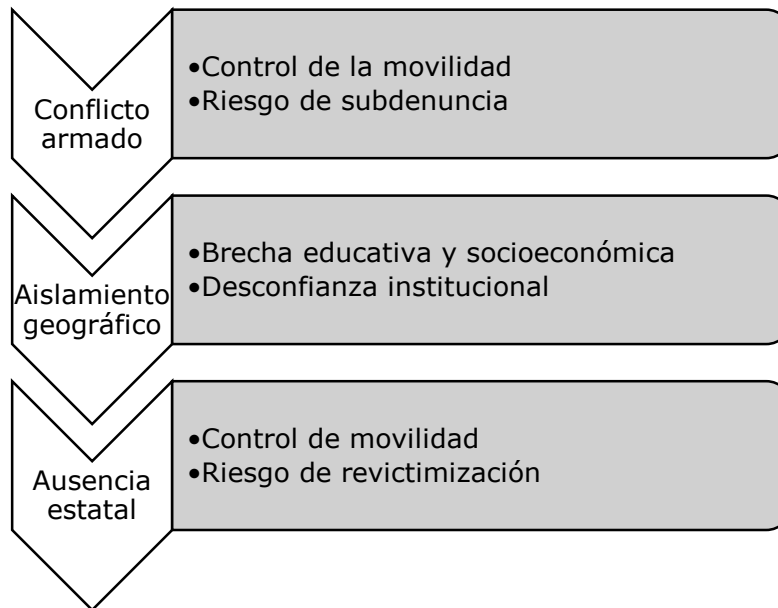 Conflicto
armado
•Control de la movilidad
•Riesgo de subdenuncia
Aislamiento
geográfico
•Brecha educativa y socioeconómica
•Desconfianza institucional
Ausencia
estatal
•Control de movilidad
•Riesgo de revictimización